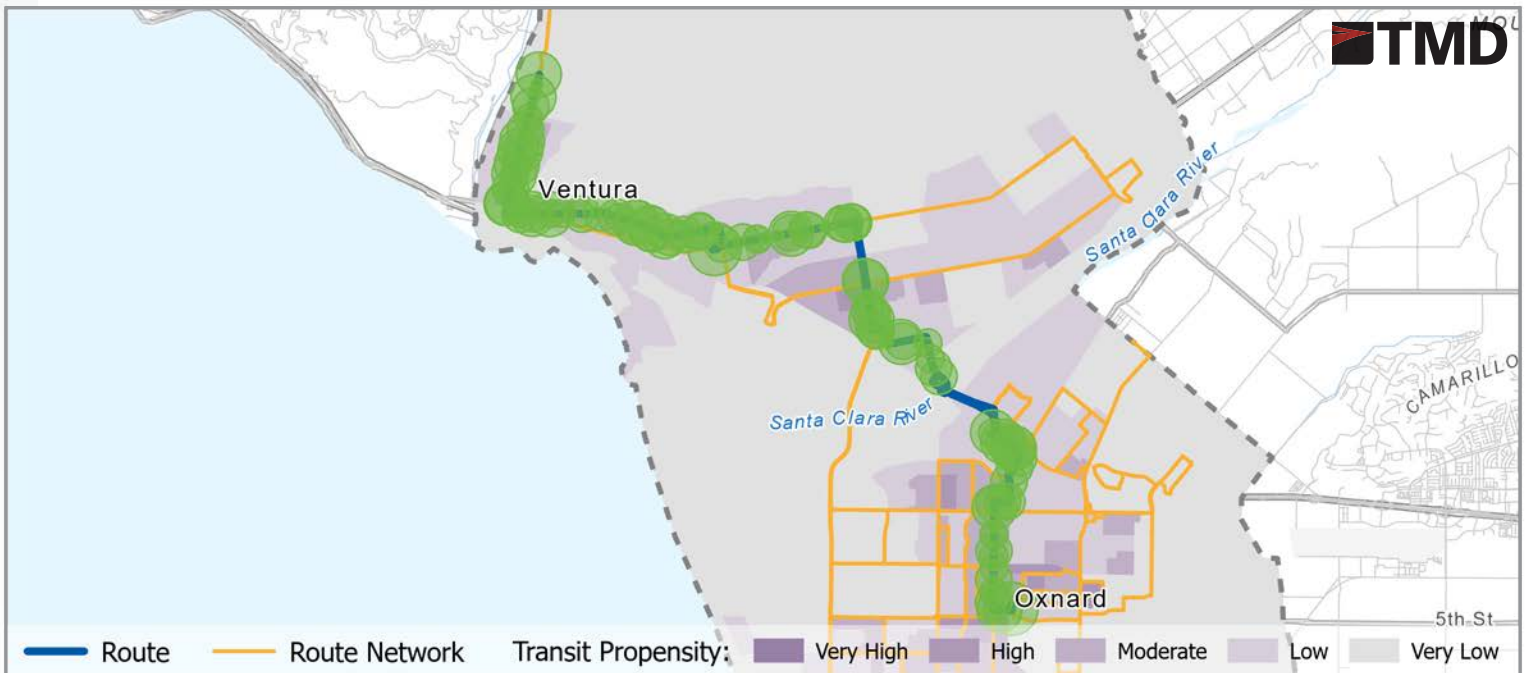 TMD
MOU
Ventura
Santa Clara River
CAMARILLO
Santa Clara River
Oxnard
5th St
Route
Route Network
Transit Propensity:
Very High
High
Moderate
Low
Very Low